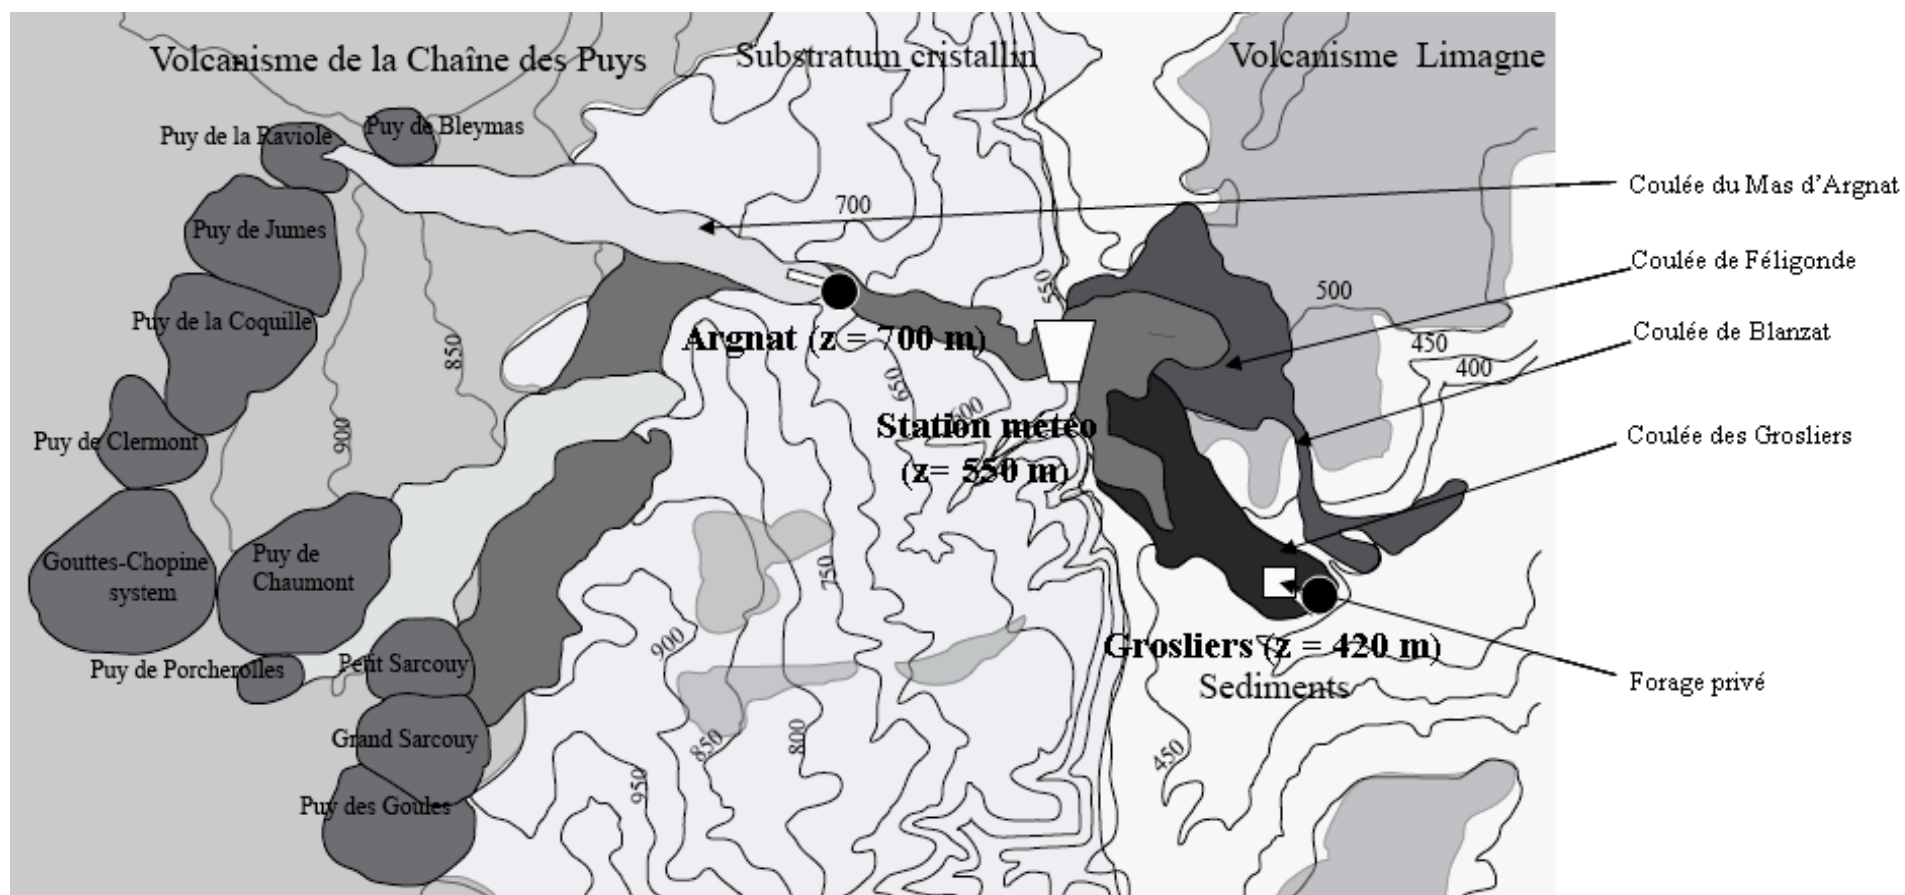 Volcanisme de la Chaîne des Puys
Substratum cristallin
Volcanisme Limagne
Puy de la Raviole
Puy de Bleymas
Coulée du Mas d'Argnat
700
Puy de Jumes
Coulée de Féligonde
550
500
Puy de la Coquille
Argnat (z = 700 m)
Coulée de Blanzat
850
450
400
650
600
Puy de Clermont
900
Station météo
(z= 550 m)
Coulée des Grosliers
Gouttes-Chopine
system
Puy de
Chaumont
750
Puy de Porcherolles
Petit Sarcouy
900
Grosliers (z = 420 m)
Sediments
Forage privé
Grand Sarcouy
850
800
450
950
Puy des Goules